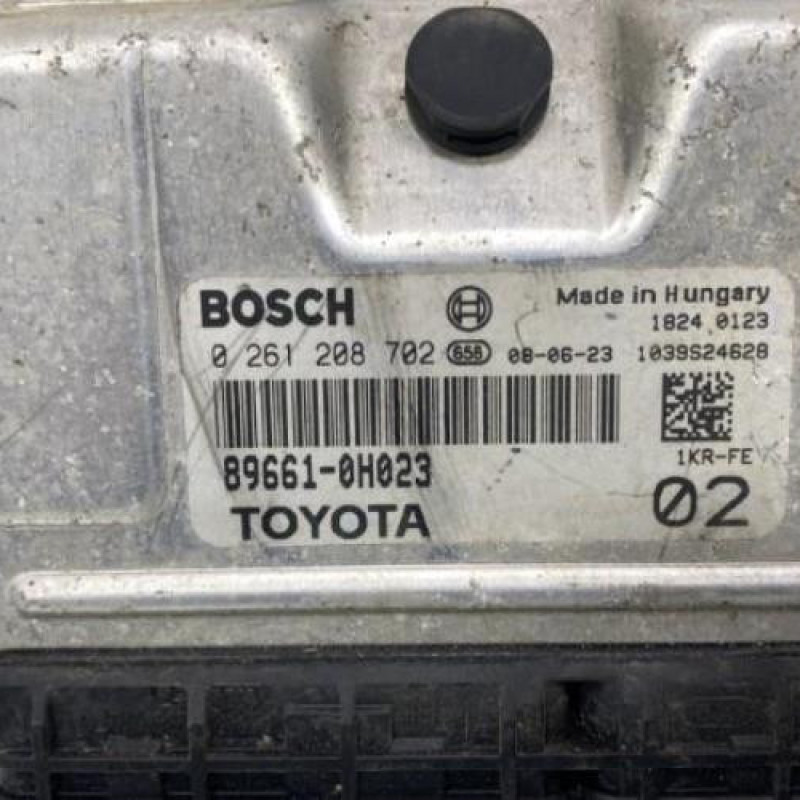 BOSCH Made in Hungary
1824 0123
0 261 208 702 656 08-06-23 1039S24628
1KR-FE
89661-0H023
TOYOTA 02